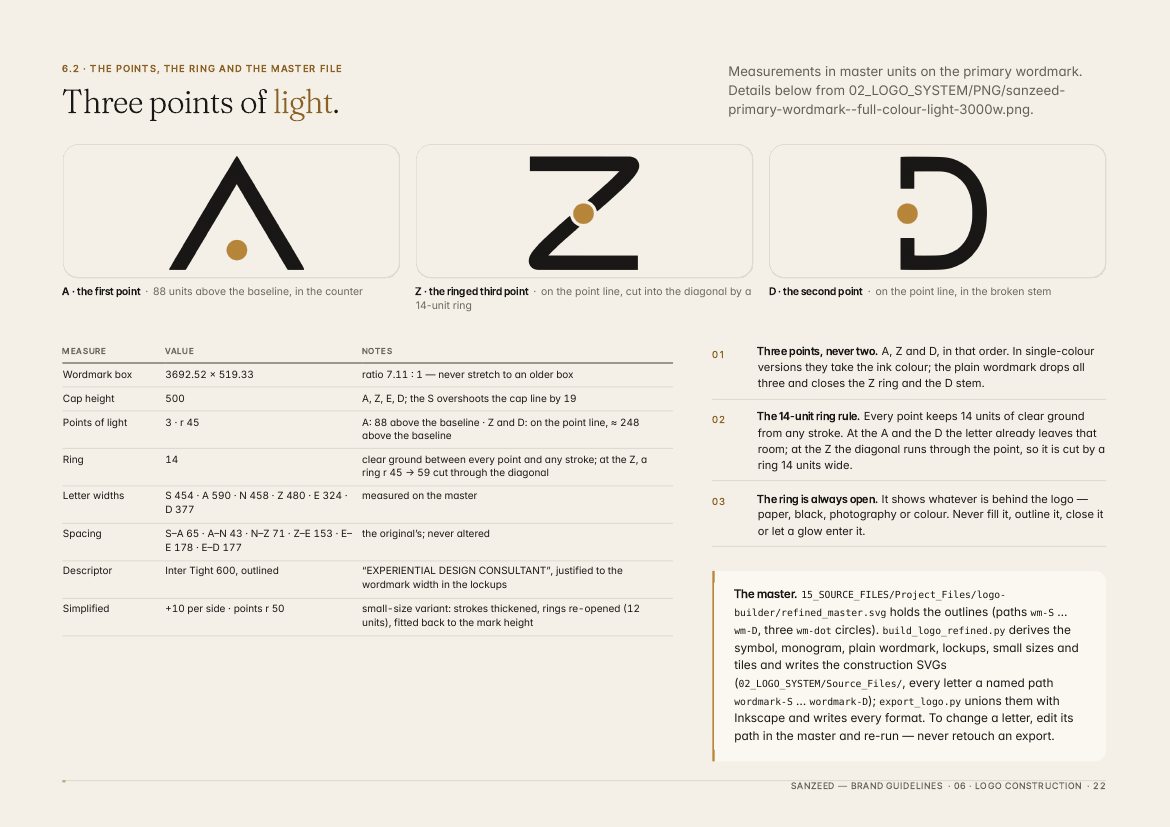 6.2 · THE POINTS, THE RING AND THE MASTER FILE
Three points of light.
Measurements in master units on the primary wordmark.
Details below from 02_LOGO_SYSTEM/PNG/sanzeed-
primary-wordmark--full-colour-light-3000w.png.
A · the first point · 88 units above the baseline, in the counter
Z · the ringed third point · on the point line, cut into the diagonal by a
14-unit ring
D · the second point · on the point line, in the broken stem
MEASURE VALUE NOTES
Wordmark box 3692.52 × 519.33 ratio 7.11 : 1 — never stretch to an older box
Cap height 500 A, Z, E, D; the S overshoots the cap line by 19
Points of light 3 · r 45 A: 88 above the baseline · Z and D: on the point line, ≈ 248
above the baseline
Ring 14 clear ground between every point and any stroke; at the Z, a
ring r 45 → 59 cut through the diagonal
Letter widths S 454 · A 590 · N 458 · Z 480 · E 324 · measured on the master
D 377
Spacing S–A 65 · A–N 43 · N–Z 71 · Z–E 153 · E– the original's; never altered
E 178 · E–D 177
Descriptor Inter Tight 600, outlined “EXPERIENTIAL DESIGN CONSULTANT”, justified to the
wordmark width in the lockups
Simplified +10 per side · points r 50 small-size variant: strokes thickened, rings re-opened (12
units), fitted back to the mark height
01 Three points, never two. A, Z and D, in that order. In single-colour
versions they take the ink colour; the plain wordmark drops all
three and closes the Z ring and the D stem.
02 The 14-unit ring rule. Every point keeps 14 units of clear ground
from any stroke. At the A and the D the letter already leaves that
room; at the Z the diagonal runs through the point, so it is cut by a
ring 14 units wide.
03 The ring is always open. It shows whatever is behind the logo —
paper, black, photography or colour. Never fill it, outline it, close it
or let a glow enter it.
The master. 15_SOURCE_FILES/Project_Files/logo-
builder/refined_master.svg holds the outlines (paths wm-S …
wm-D, three wm-dot circles). build_logo_refined.py derives the
symbol, monogram, plain wordmark, lockups, small sizes and
tiles and writes the construction SVGs
(02_LOGO_SYSTEM/Source_Files/, every letter a named path
wordmark-S … wordmark-D); export_logo.py unions them with
Inkscape and writes every format. To change a letter, edit its
path in the master and re-run — never retouch an export.
SANZEED — BRAND GUIDELINES · 06 · LOGO CONSTRUCTION · 22